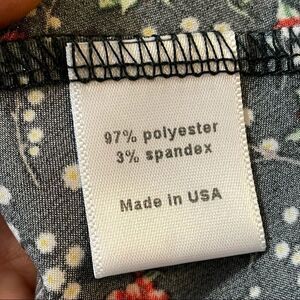 97% polyester
3% spandex
Made in USA